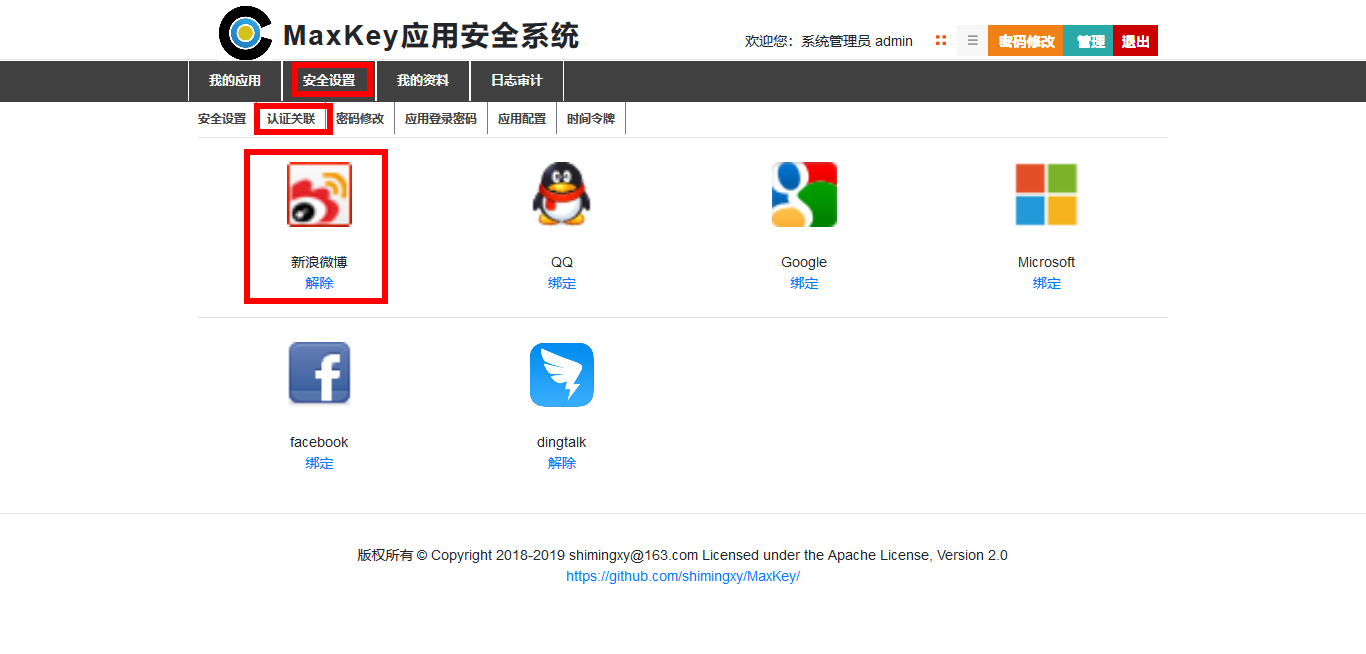 MaxKey应用安全系统
欢迎您：系统管理员 admin
密码修改 管理 退出
我的应用 安全设置 我的资料 日志审计
安全设置 认证关联 密码修改 应用登录密码 应用配置 时间令牌
新浪微博 QQ Google Microsoft
解除 绑定 绑定 绑定
facebook dingtalk
绑定 解除
版权所有 © Copyright 2018-2019 shimingxy@163.com Licensed under the Apache License, Version 2.0
https://github.com/shimingxy/MaxKey/